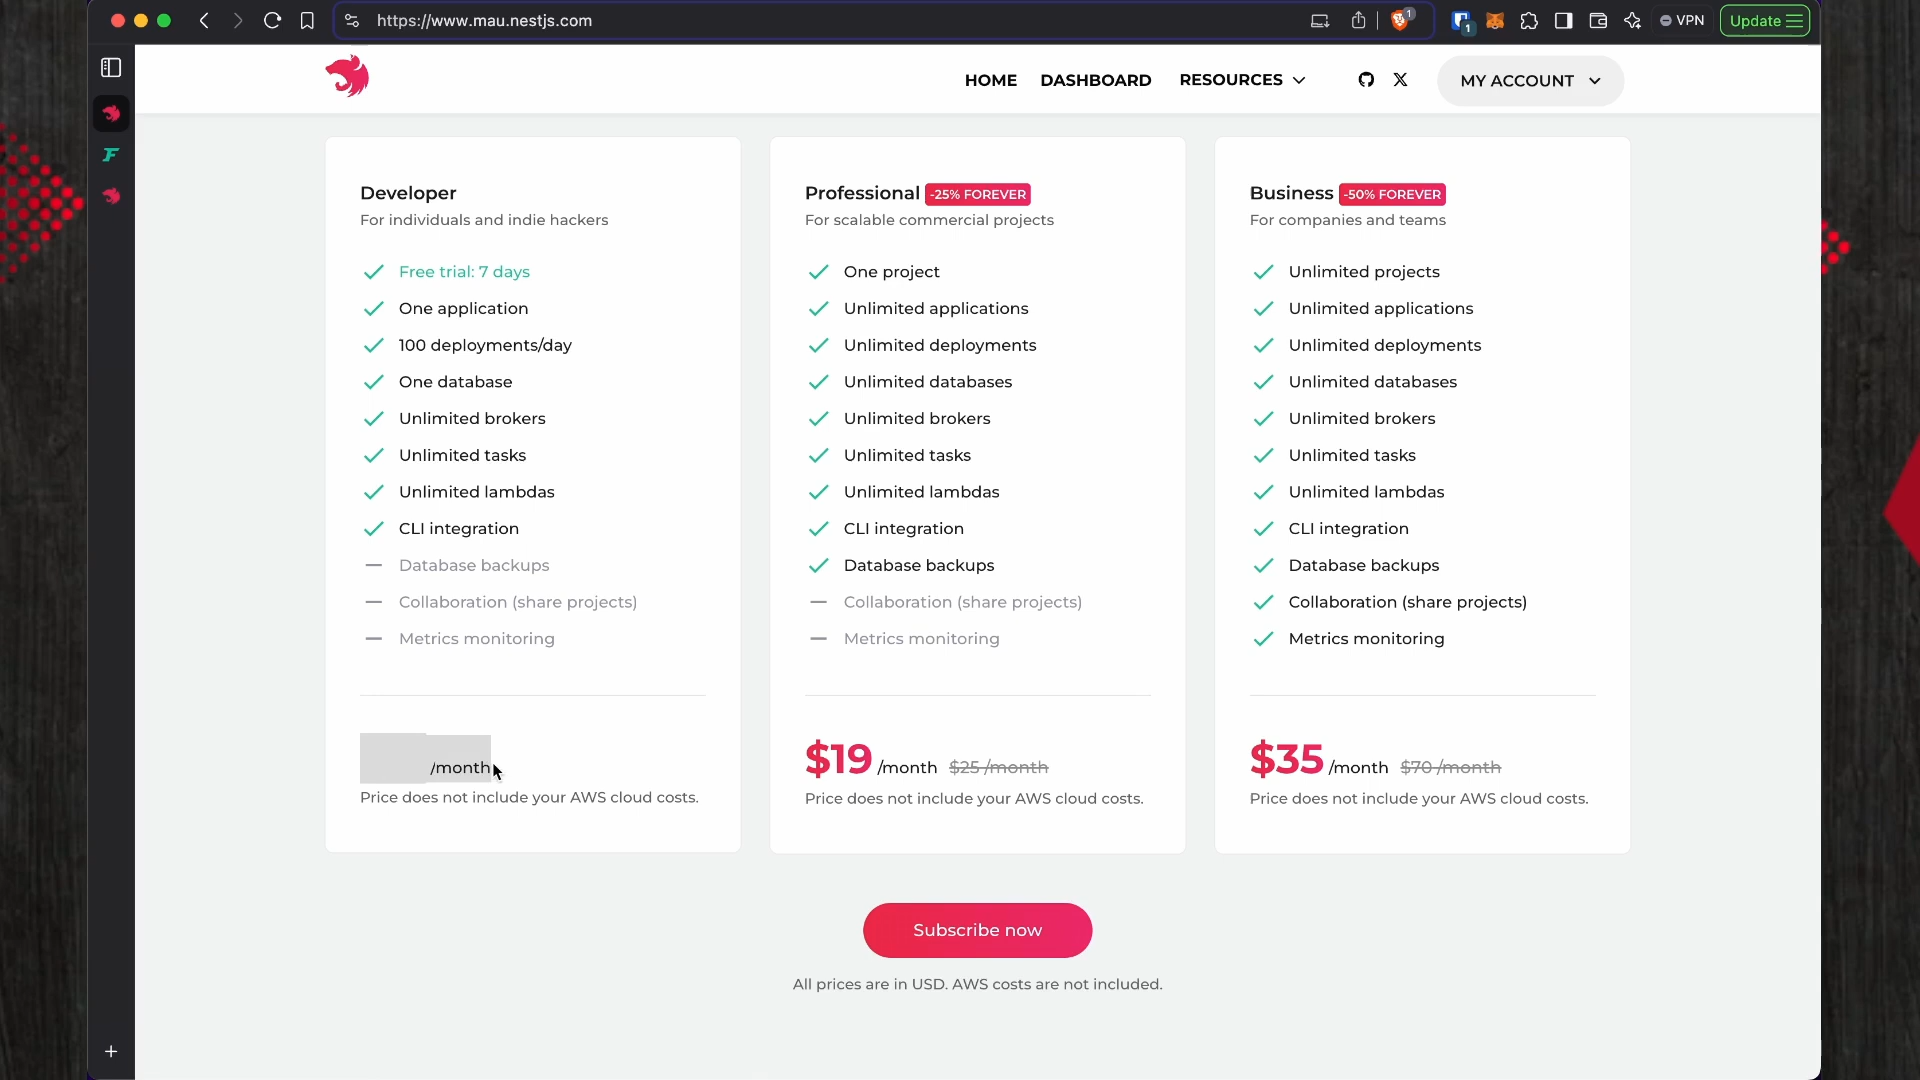 https://www.mau.nestjs.com
1
1
VPN
Update
HOME
DASHBOARD
RESOURCES
MY ACCOUNT
Developer
For individuals and indie hackers
Free trial: 7 days
One application
100 deployments/day
One database
Unlimited brokers
Unlimited tasks
Unlimited lambdas
CLI integration
Database backups
Collaboration (share projects)
Metrics monitoring
/month
Price does not include your AWS cloud costs.
Professional -25% FOREVER
For scalable commercial projects
One project
Unlimited applications
Unlimited deployments
Unlimited databases
Unlimited brokers
Unlimited tasks
Unlimited lambdas
CLI integration
Database backups
Collaboration (share projects)
Metrics monitoring
$19 /month $25 /month
Price does not include your AWS cloud costs.
Business -50% FOREVER
For companies and teams
Unlimited projects
Unlimited applications
Unlimited deployments
Unlimited databases
Unlimited brokers
Unlimited tasks
Unlimited lambdas
CLI integration
Database backups
Collaboration (share projects)
Metrics monitoring
$35 /month $70 /month
Price does not include your AWS cloud costs.
Subscribe now
All prices are in USD. AWS costs are not included.